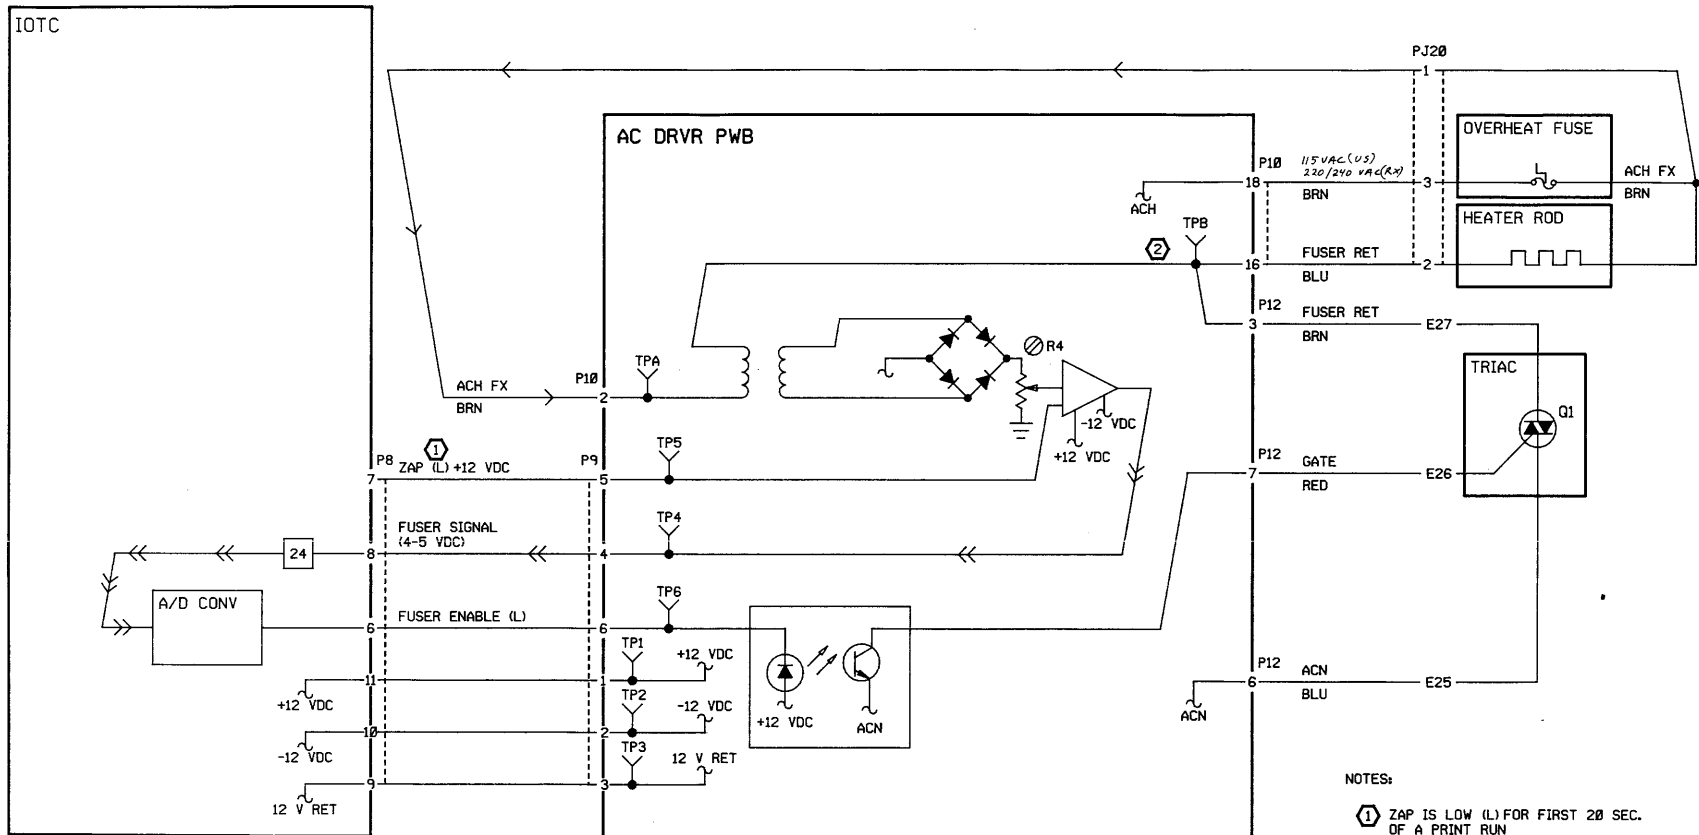 IOTC
PJ20
1
AC DRVR PWB
OVERHEAT FUSE
P10
115 VAC (US)
220/240 VAC (RX)
18
3
ACH FX
BRN
BRN
ACH
HEATER ROD
TPB
2
16
FUSER RET
2
BLU
P12
FUSER RET
3
E27
BRN
R4
TRIAC
TPA
ACH FX
P10
2
BRN
Q1
-12 VDC
+12 VDC
1
TP5
P8
ZAP (L) +12 VDC
P9
7
5
P12
GATE
7
E26
RED
FUSER SIGNAL
(4-5 VDC)
TP4
24
8
4
A/D CONV
TP6
FUSER ENABLE (L)
6
6
TP1
+12 VDC
11
1
+12 VDC
TP2
-12 VDC
10
2
-12 VDC
TP3
12 V RET
9
3
12 V RET
+12 VDC
ACN
P12
ACN
6
E25
BLU
ACN
NOTES:
1 ZAP IS LOW (L) FOR FIRST 20 SEC.
OF A PRINT RUN